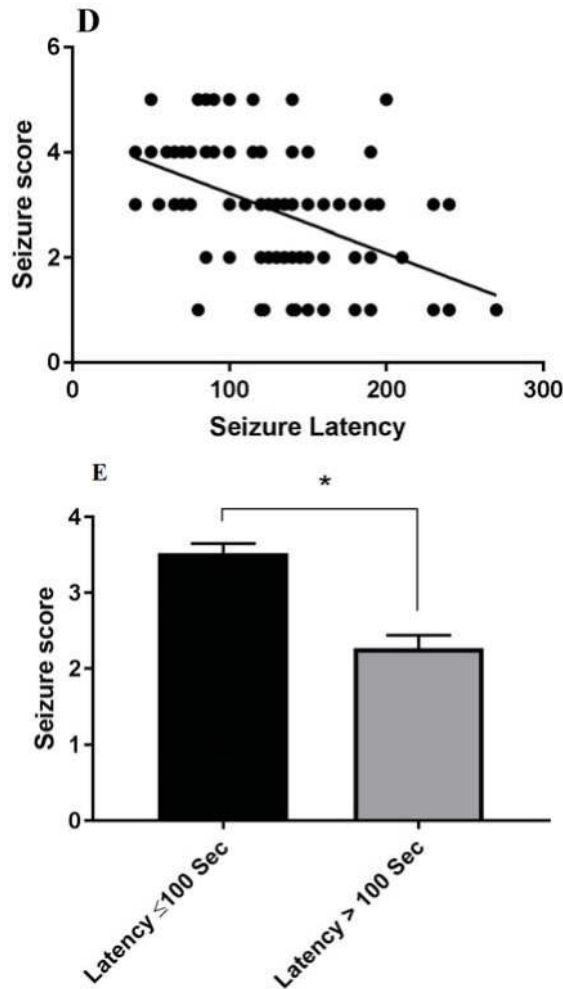 D
6
4
2
0
Seizure score
0 100 200 300
Seizure Latency
E
*
4
3
2
1
0
Seizure score
Latency ≤100 Sec
Latency > 100 Sec